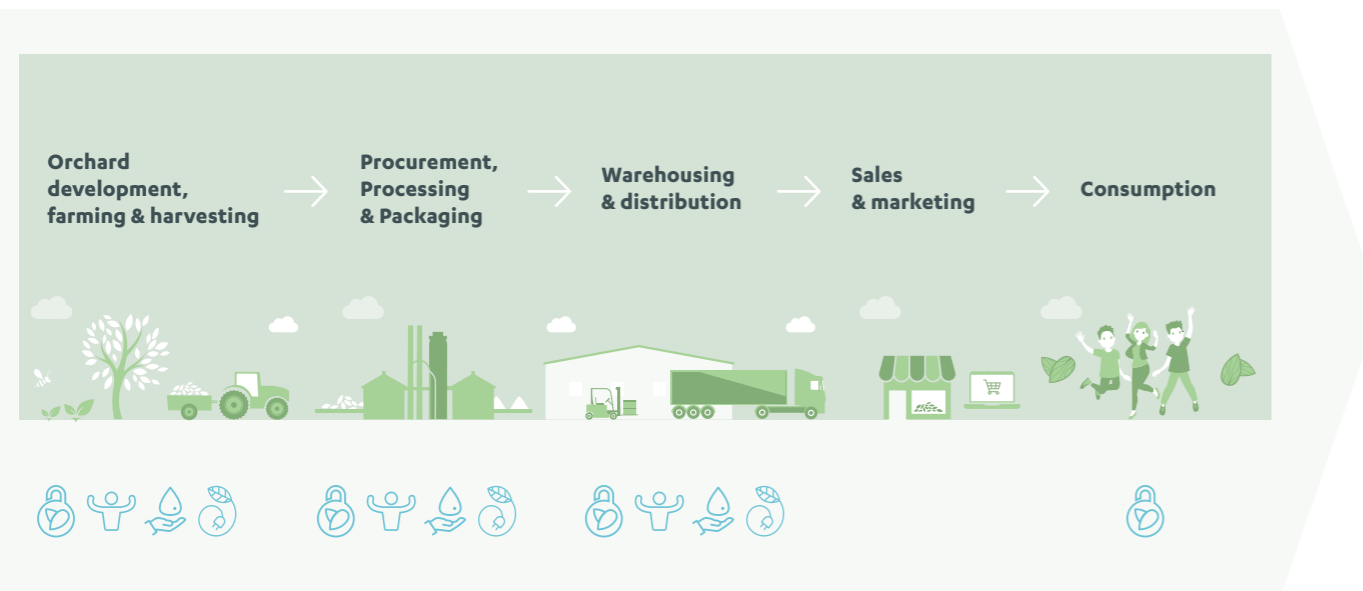 Orchard
development,
farming & harvesting
Procurement,
Processing
& Packaging
Warehousing
& distribution
Sales
& marketing
Consumption